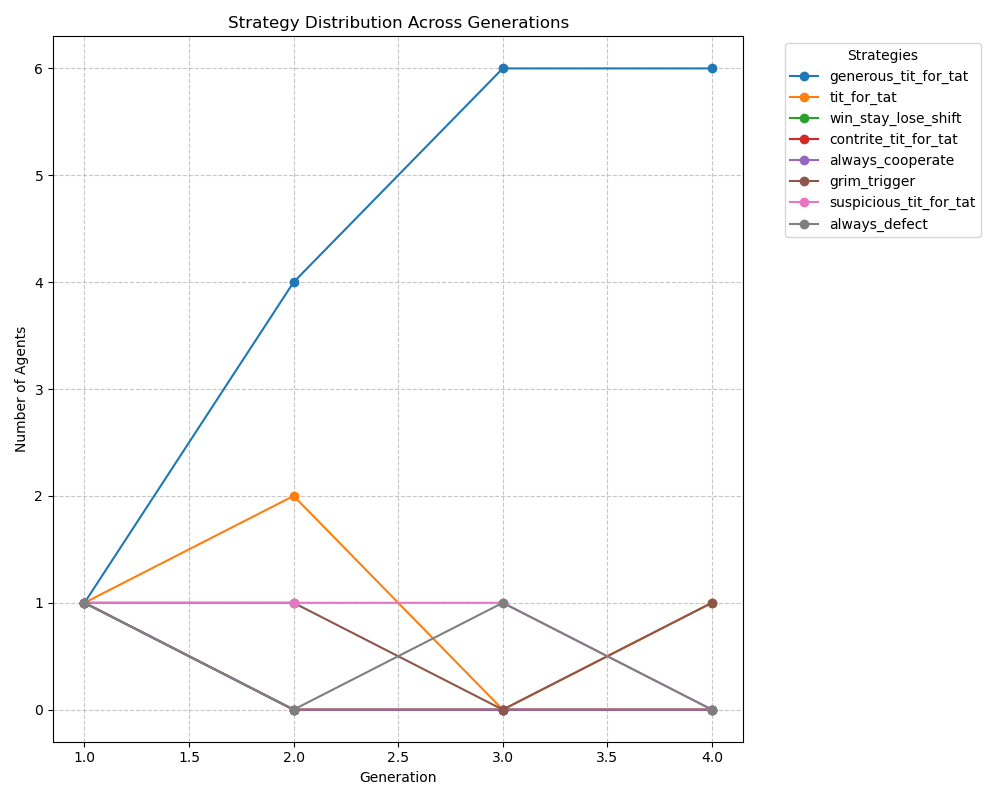 Strategy Distribution Across Generations
Number of Agents
6
5
4
3
2
1
0
1.0 1.5 2.0 2.5 3.0 3.5 4.0
Generation
Strategies
generous_tit_for_tat
tit_for_tat
win_stay_lose_shift
contrite_tit_for_tat
always_cooperate
grim_trigger
suspicious_tit_for_tat
always_defect